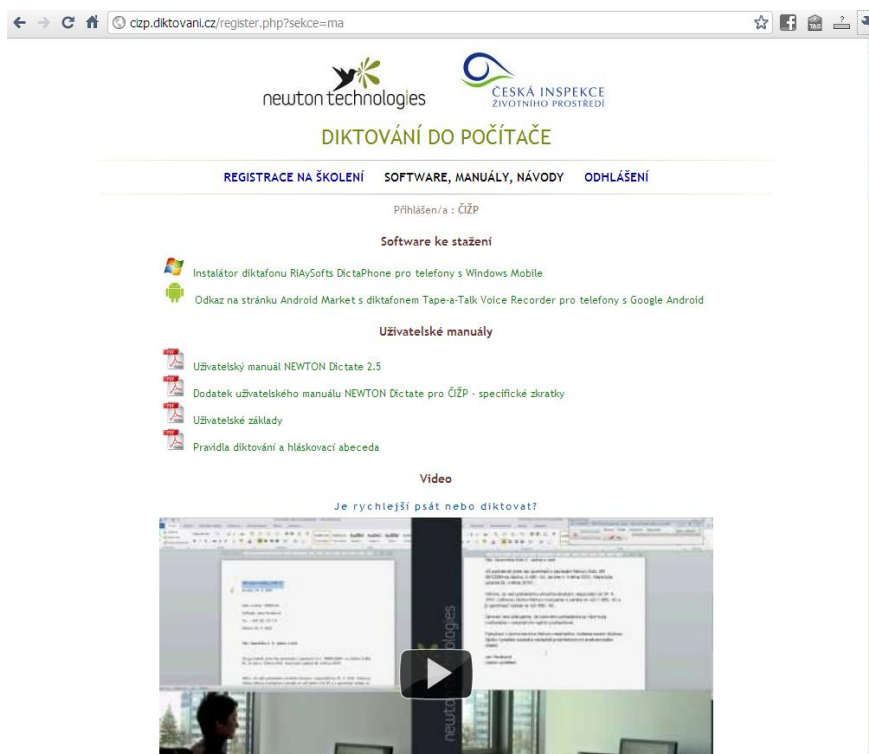 cizp.diktovani.cz/register.php?sekce=ma
TAG
?
newton technologies
ČESKÁ INSPEKCE
ŽIVOTNÍHO PROSTŘEDÍ
DIKTOVÁNÍ DO POČÍTAČE
REGISTRACE NA ŠKOLENÍ SOFTWARE, MANUÁLY, NÁVODY ODHLÁŠENÍ
Přihlášen/a : ČIŽP
Software ke stažení
Instalátor diktafonu RiAySofts DictaPhone pro telefony s Windows Mobile
Odkaz na stránku Android Market s diktafonem Tape-a-Talk Voice Recorder pro telefony s Google Android
Uživatelské manuály
Uživatelský manuál NEWTON Dictate 2.5
Dodatek uživatelského manuálu NEWTON Dictate pro ČIŽP - specifické zkratky
Uživatelské základy
Pravidla diktování a hláskovací abeceda
Video
Je rychlejší psát nebo diktovat?
newton technologies